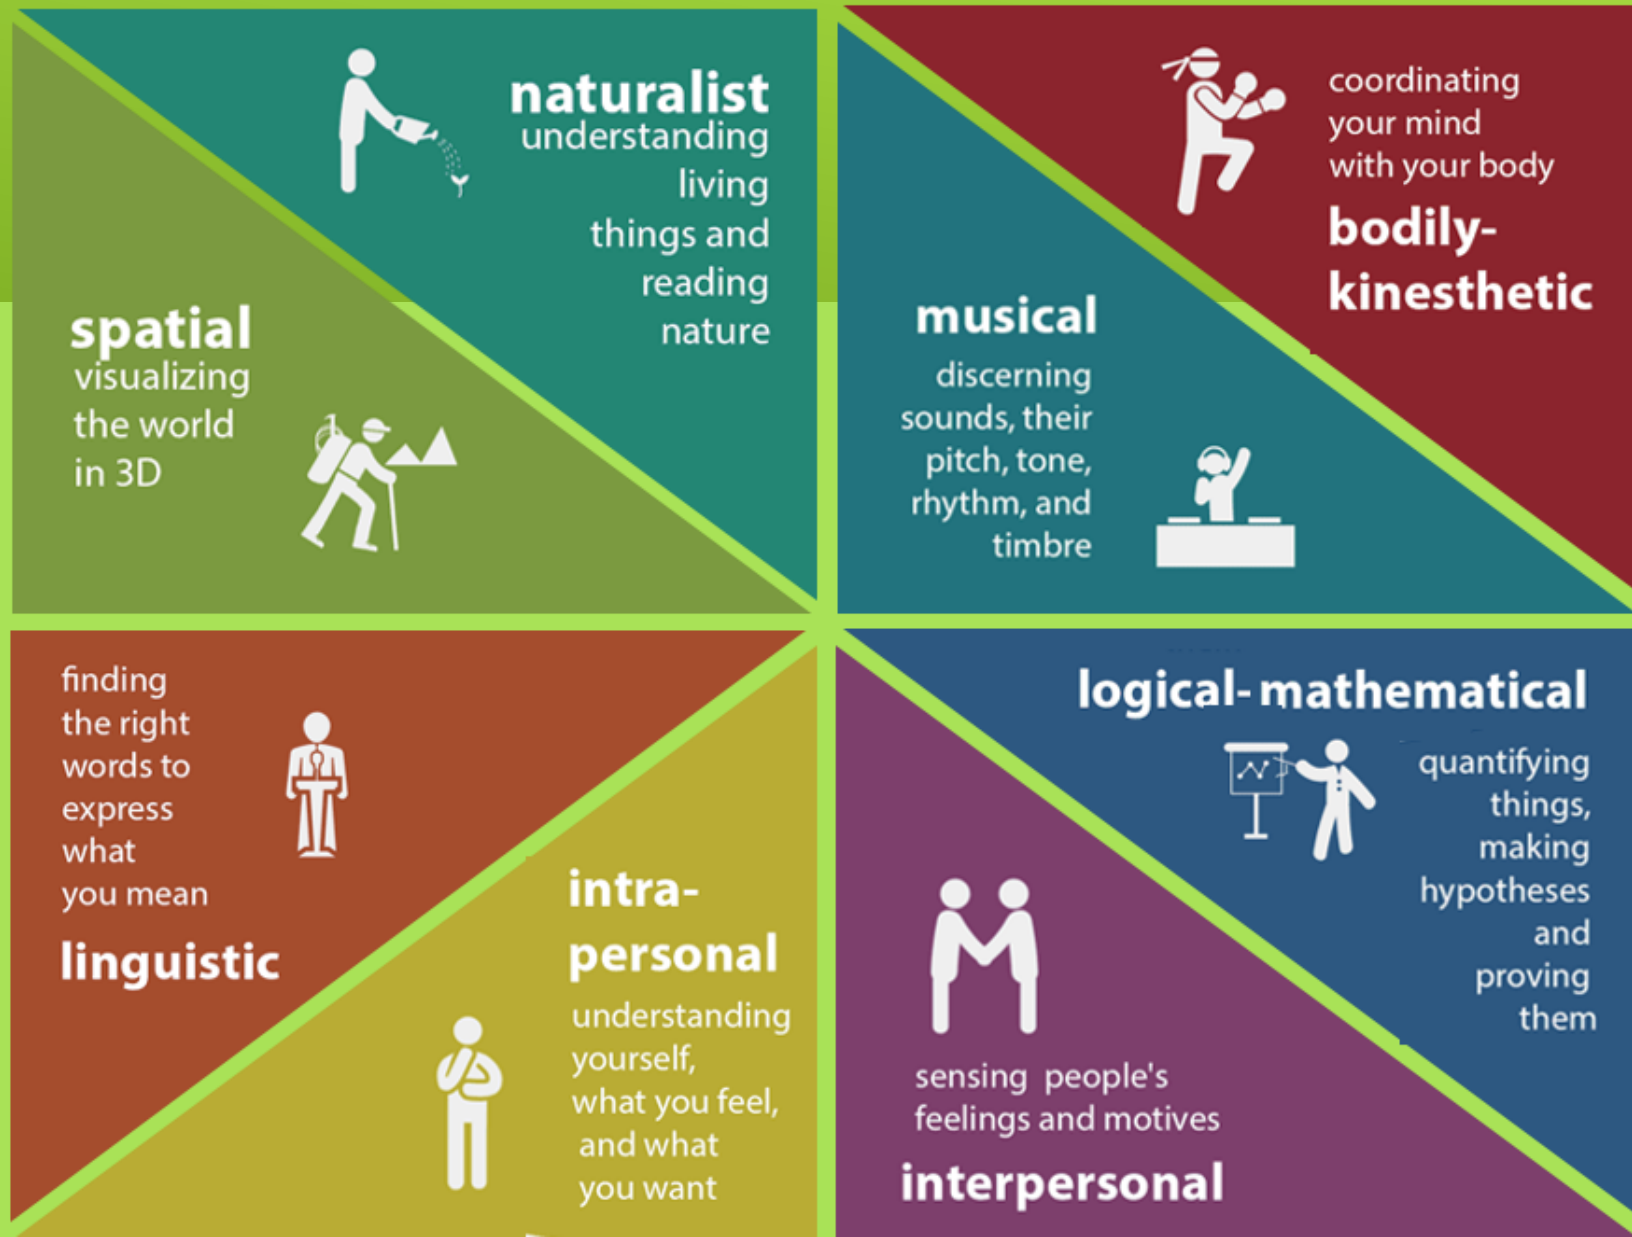 naturalist
understanding
living
things and
reading
nature
spatial
visualizing
the world
in 3D
coordinating
your mind
with your body
bodily-
kinesthetic
musical
discerning
sounds, their
pitch, tone,
rhythm, and
timbre
finding
the right
words to
express
what
you mean
linguistic
intra-
personal
understanding
yourself,
what you feel,
and what
you want
logical- mathematical
quantifying
things,
making
hypotheses
and
proving
them
sensing people's
feelings and motives
interpersonal